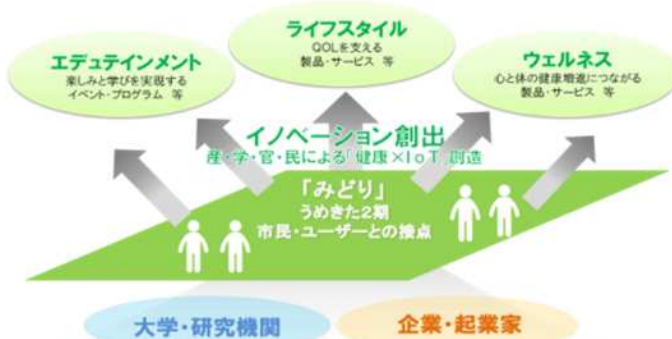 ライフスタイル
QOLを支える
製品・サービス 等
エデュテインメント
楽しみと学びを実現する
イベント・プログラム 等
ウェルネス
心と体の健康増進につながる
製品・サービス 等
イノベーション創出
産・学・官・民による「健康×IoT」創造
「みどり」
うめきた2期
市民・ユーザーとの接点
大学・研究機関
企業・起業家